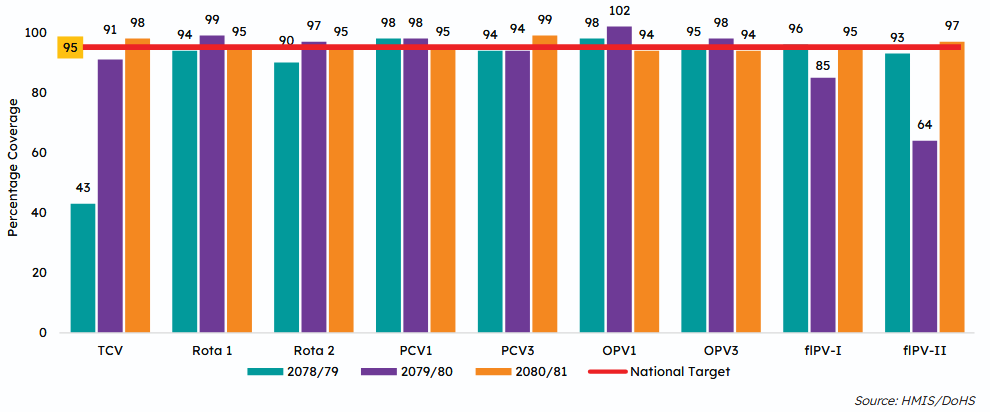 Percentage Coverage
100
80
60
40
20
0
95
43 91 98
94 99 95
90 97 95
98 98 95
94 94 99
98 102 94
95 98 94
96 85 95
93 64 97
TCV Rota 1 Rota 2 PCV1 PCV3 OPV1 OPV3 fIPV-I fIPV-II
2078/79 2079/80 2080/81 National Target
Source: HMIS/DoHS